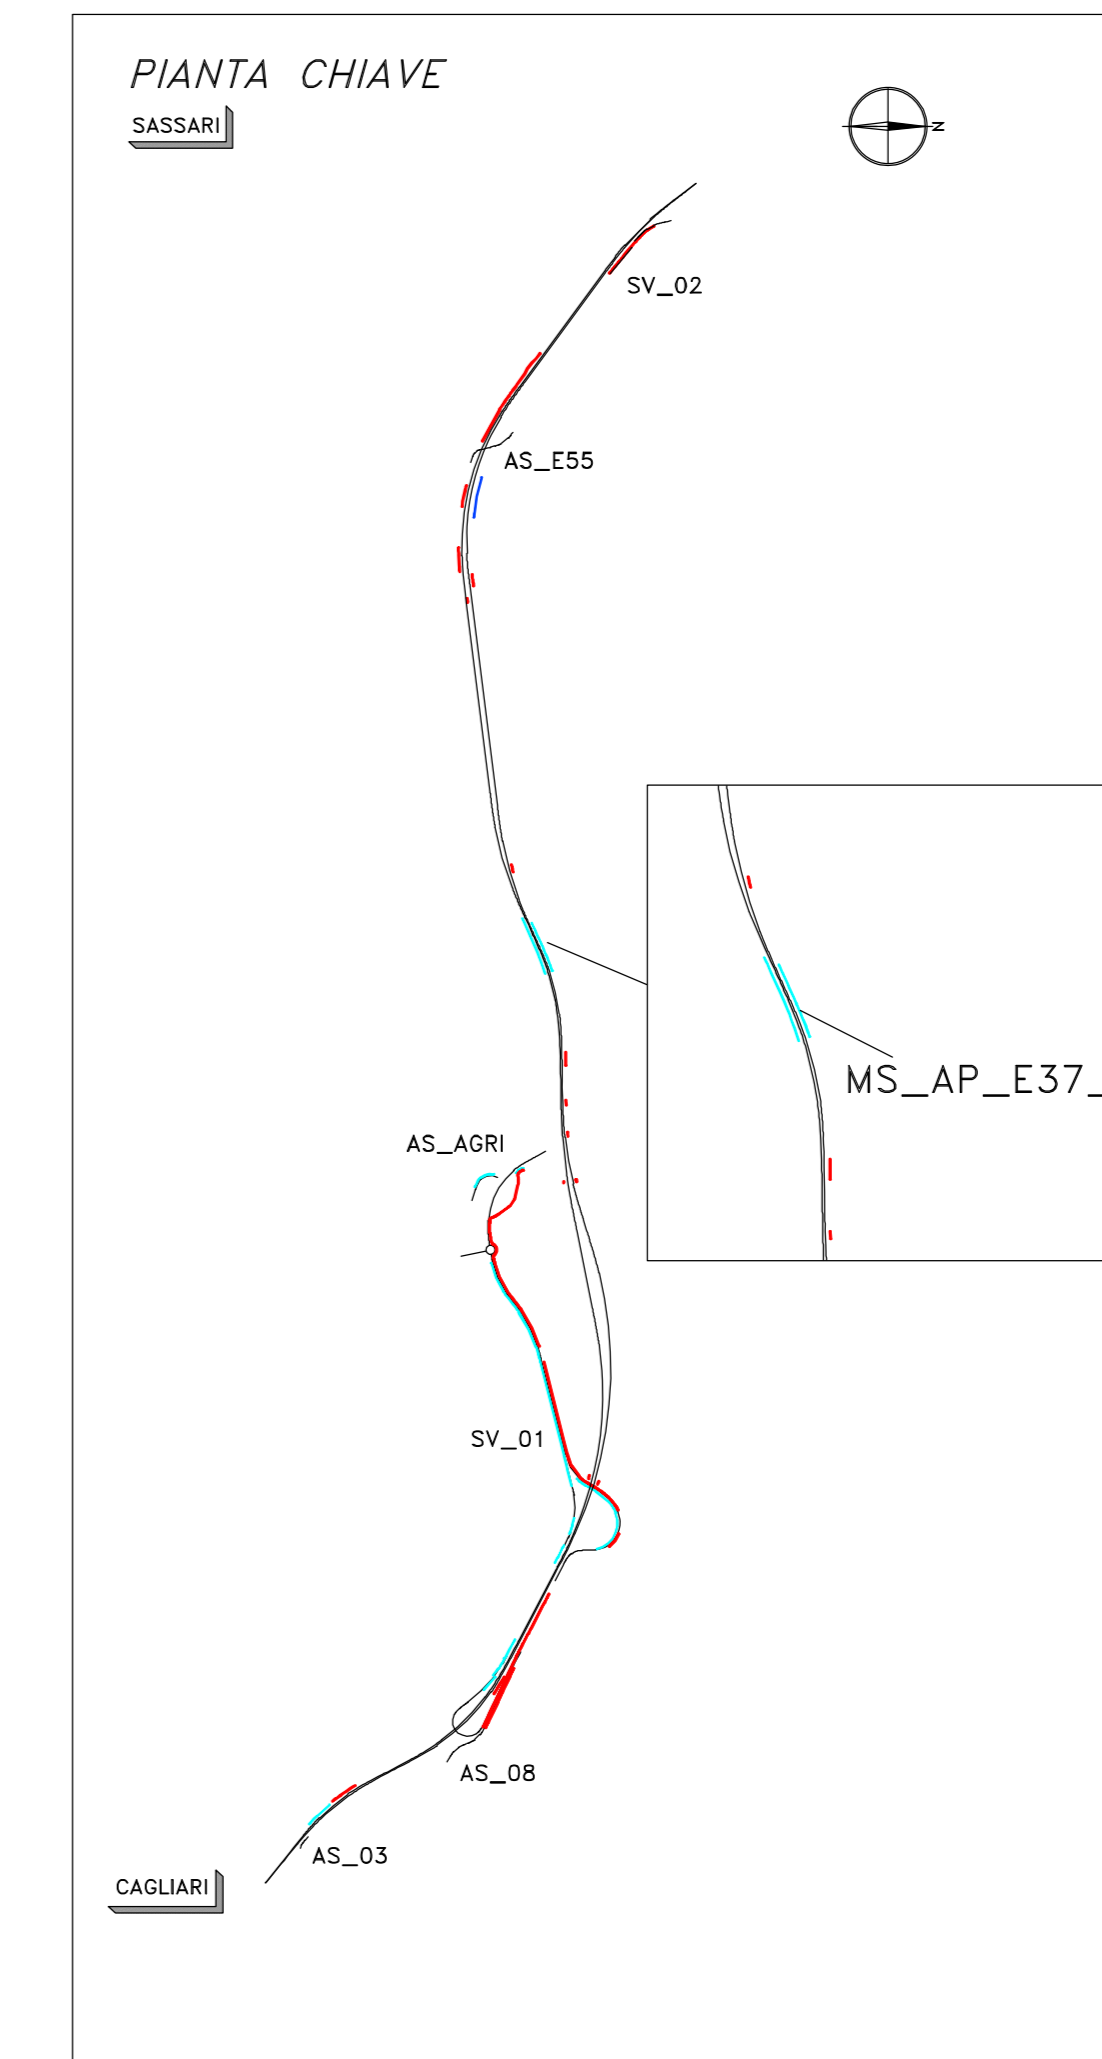 PIANTA CHIAVE
SASSARI
N
SV_02
AS_E55
MS_AP_E37_
AS_AGRI
SV_01
AS_08
AS_03
CAGLIARI